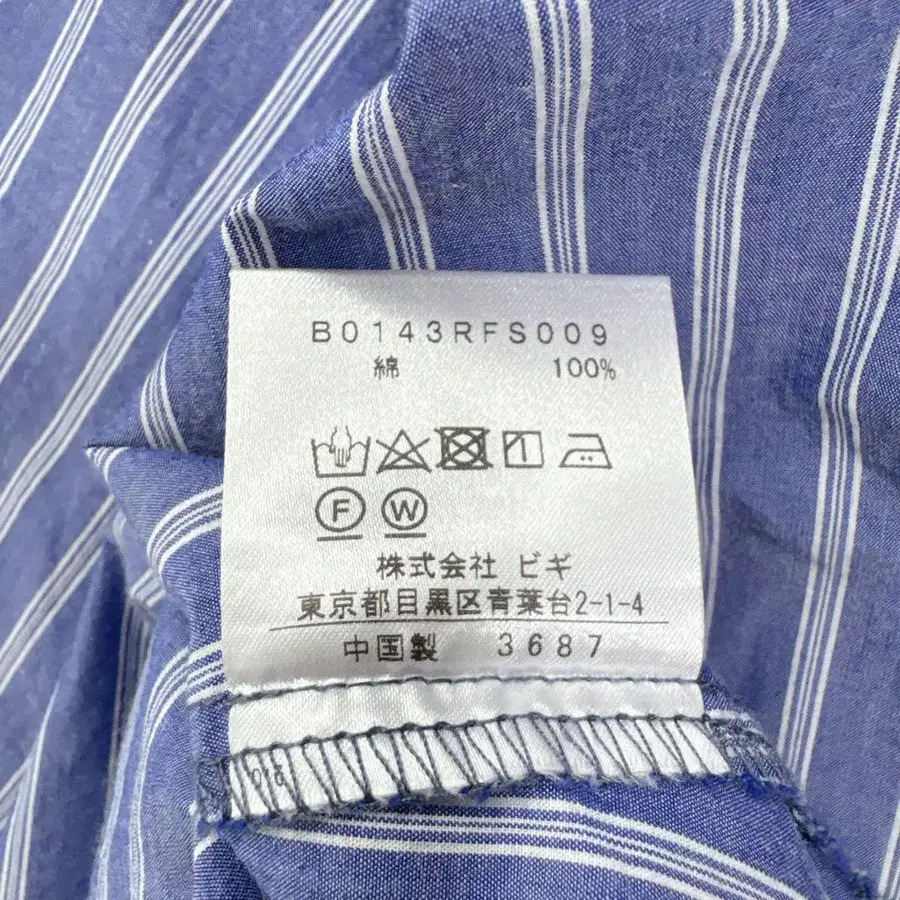 B0143RFS009
綿 100%
F W
株式会社 ビギ
東京都目黒区青葉台2-1-4
中国製 3687